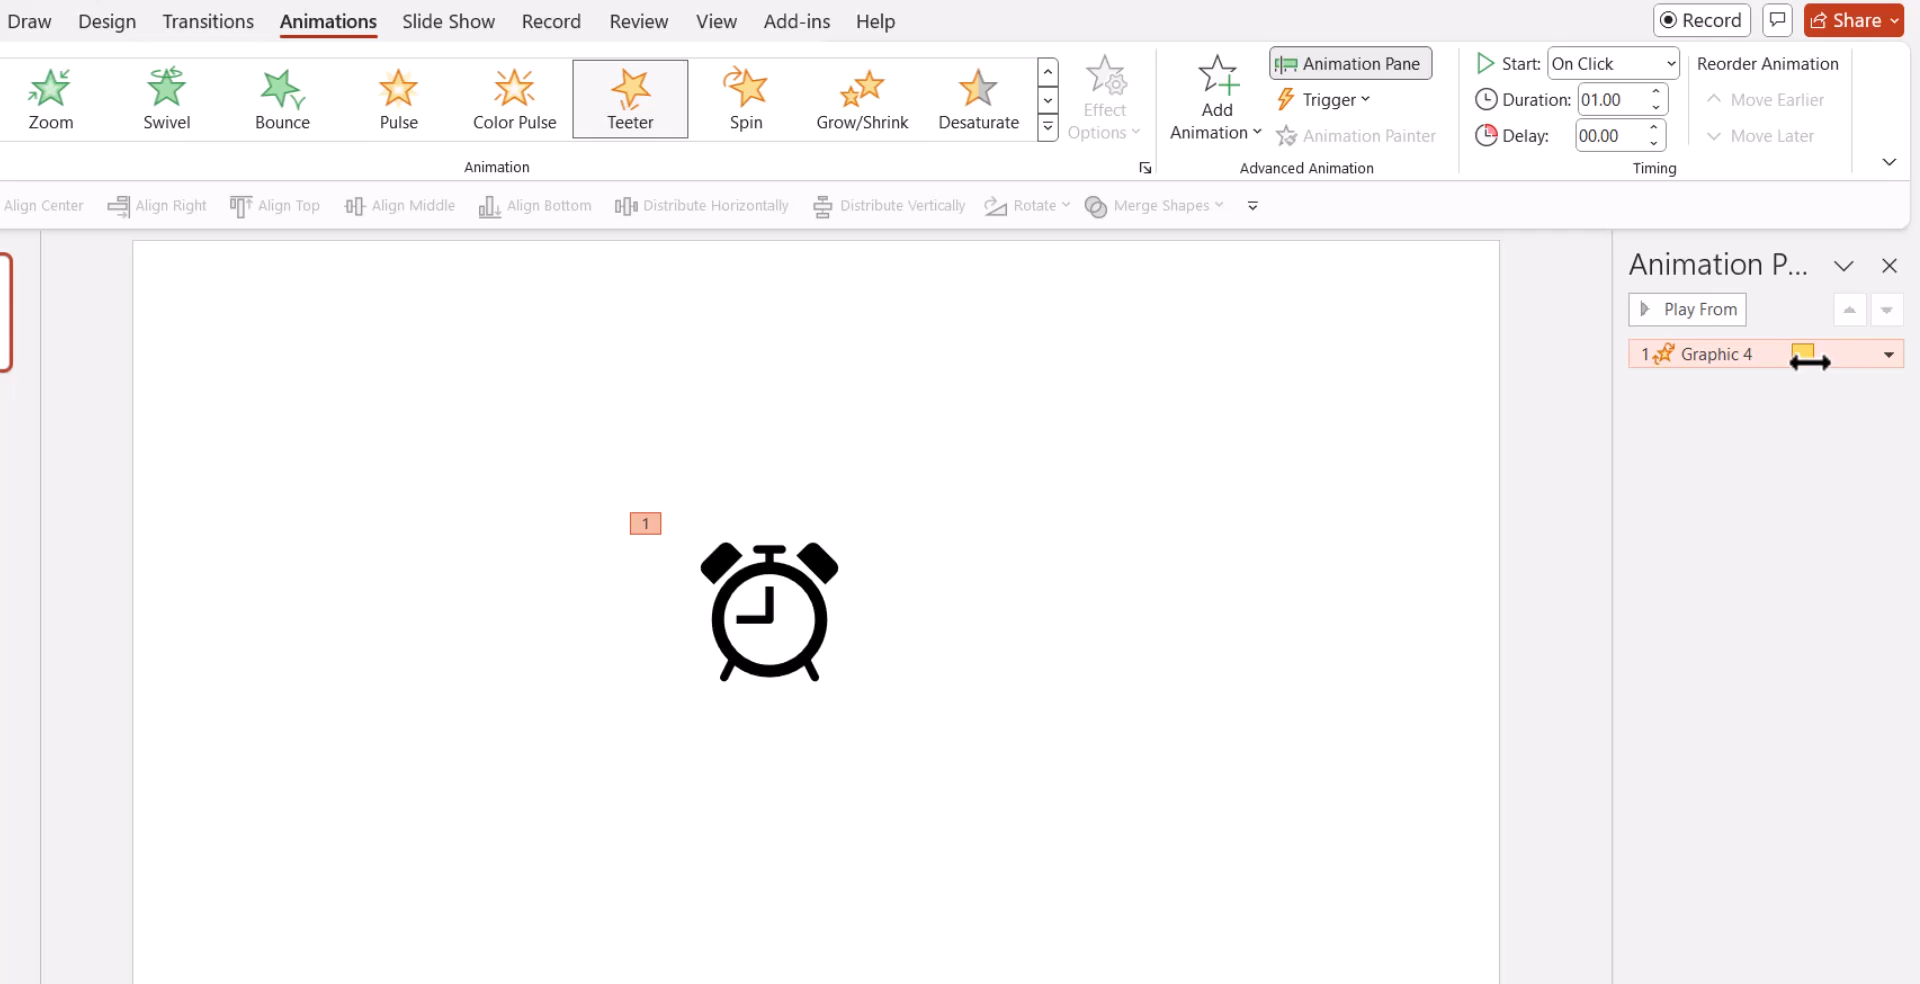 Draw Design Transitions Animations Slide Show Record Review View Add-ins Help Record Share
Zoom Swivel Bounce Pulse Color Pulse Teeter Spin Grow/Shrink Desaturate
Effect
Options
Animation
Add
Animation
Animation Pane
Trigger
Animation Painter
Advanced Animation
Start: On Click
Duration: 01.00
Delay: 00.00
Reorder Animation
Move Earlier
Move Later
Timing
Align Center Align Right Align Top Align Middle Align Bottom Distribute Horizontally Distribute Vertically Rotate Merge Shapes
Animation P...
Play From
1 Graphic 4
1